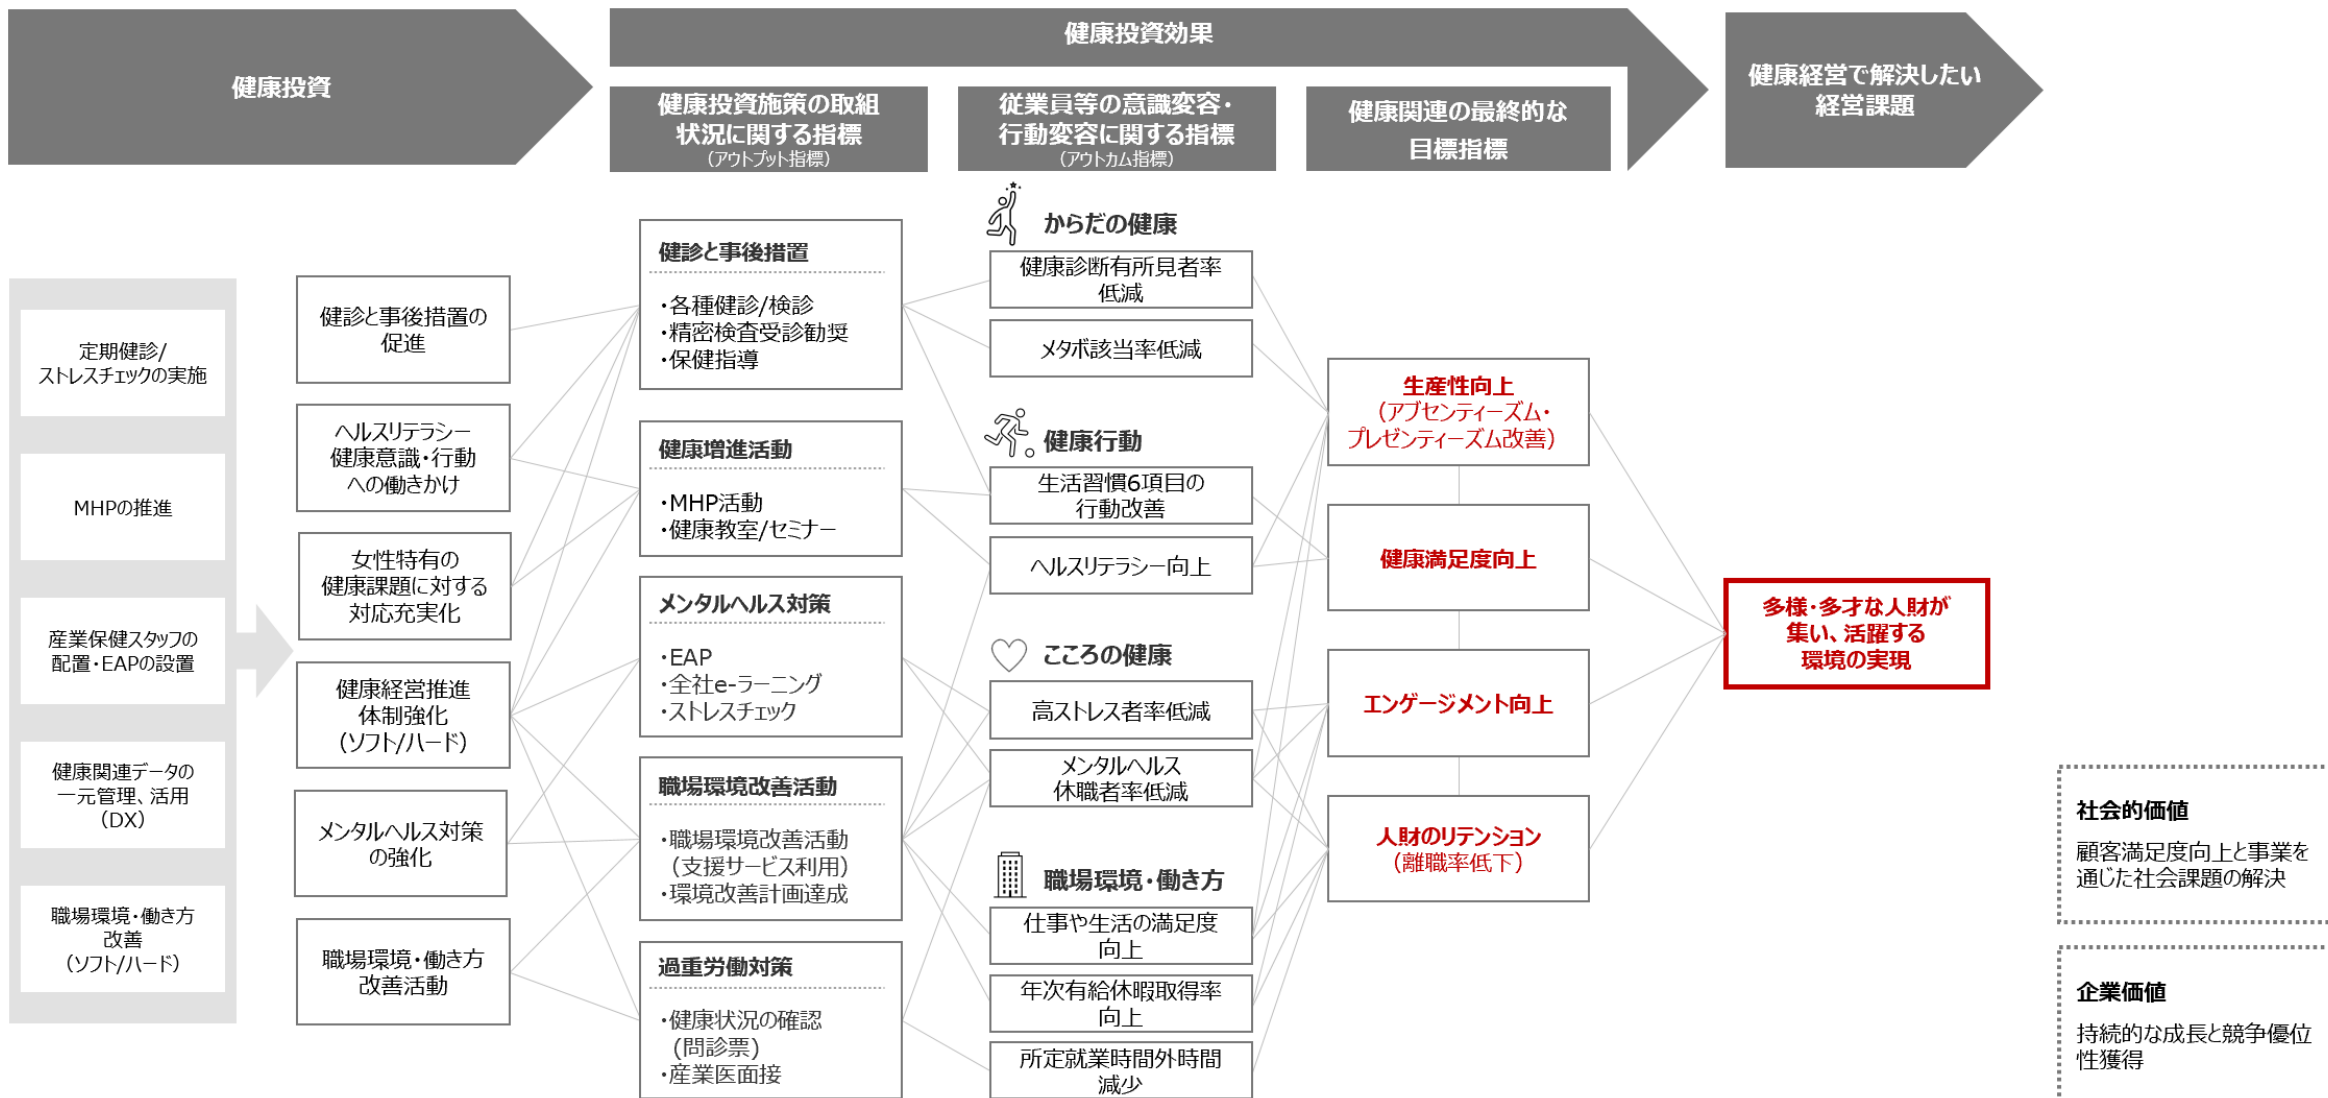 健康投資
健康投資効果
健康経営で解決したい
経営課題
健康投資施策の取組
状況に関する指標
（アウトプット指標）
従業員等の意識変容・
行動変容に関する指標
（アウトカム指標）
健康関連の最終的な
目標指標
定期健診/
ストレスチェックの実施
MHPの推進
産業保健スタッフの
配置・EAPの設置
健康関連データの
一元管理、活用
（DX）
職場環境・働き方
改善
（ソフト/ハード）
健診と事後措置の
促進
ヘルスリテラシー
健康意識・行動
への働きかけ
女性特有の
健康課題に対する
対応充実化
健康経営推進
体制強化
（ソフト/ハード）
メンタルヘルス対策
の強化
職場環境・働き方
改善活動
健診と事後措置
・各種健診/検診
・精密検査受診勧奨
・保健指導
健康増進活動
・MHP活動
・健康教室/セミナー
メンタルヘルス対策
・EAP
・全社e-ラーニング
・ストレスチェック
職場環境改善活動
・職場環境改善活動
（支援サービス利用）
・環境改善計画達成
過重労働対策
・健康状況の確認
(問診票)
・産業医面接
からだの健康
健康診断有所見者率
低減
メタボ該当率低減
健康行動
生活習慣6項目の
行動改善
ヘルスリテラシー向上
こころの健康
高ストレス者率低減
メンタルヘルス
休職者率低減
職場環境・働き方
仕事や生活の満足度
向上
年次有給休暇取得率
向上
所定就業時間外時間
減少
生産性向上
（アブセンティーズム・
プレゼンティーズム改善）
健康満足度向上
エンゲージメント向上
人財のリテンション
（離職率低下）
多様・多才な人財が
集い、活躍する
環境の実現
社会的価値
顧客満足度向上と事業を
通じた社会課題の解決
企業価値
持続的な成長と競争優位
性獲得